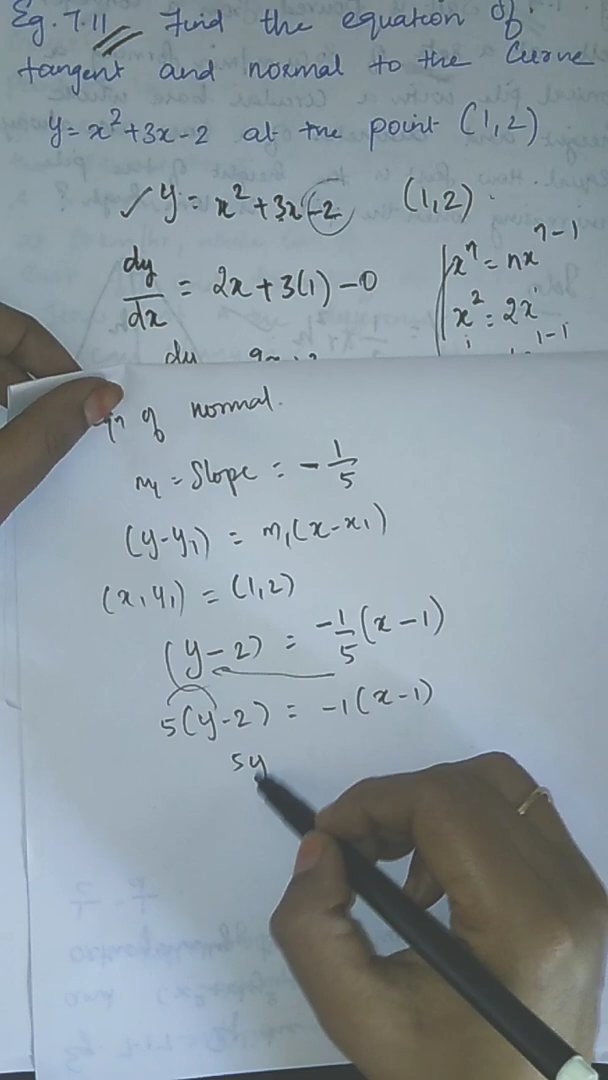 Eg. 7.11 Find the equation of
tangent and normal to the Curve
y = x² + 3x - 2 at the point (1, 2)
✓ y = x² + 3x - 2 (1, 2).
dy/dx = 2x + 3(1) - 0
xⁿ = nxⁿ⁻¹
x² = 2x
1-1
dy
of normal.
m₁ = Slope = -1/5
(y - y₁) = m₁(x - x₁)
(x, y₁) = (1, 2)
(y - 2) = -1/5 (x - 1)
5(y - 2) = -1(x - 1)
5y